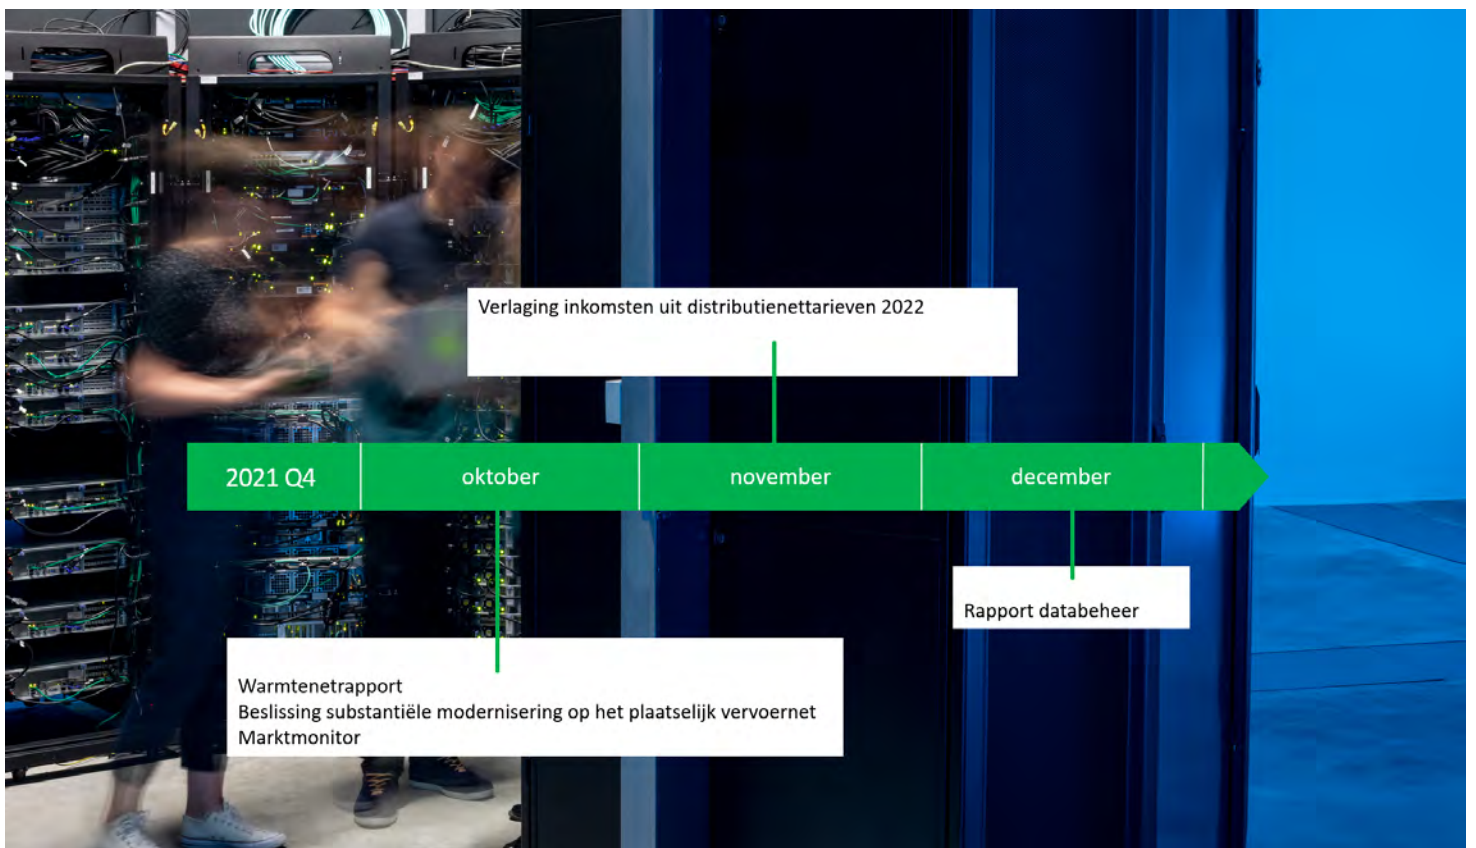 Verlaging inkomsten uit distributienettarieven 2022
2021 Q4
oktober
november
december
Rapport databeheer
Warmtenetrapport
Beslissing substantiële modernisering op het plaatselijk vervoernet
Marktmonitor